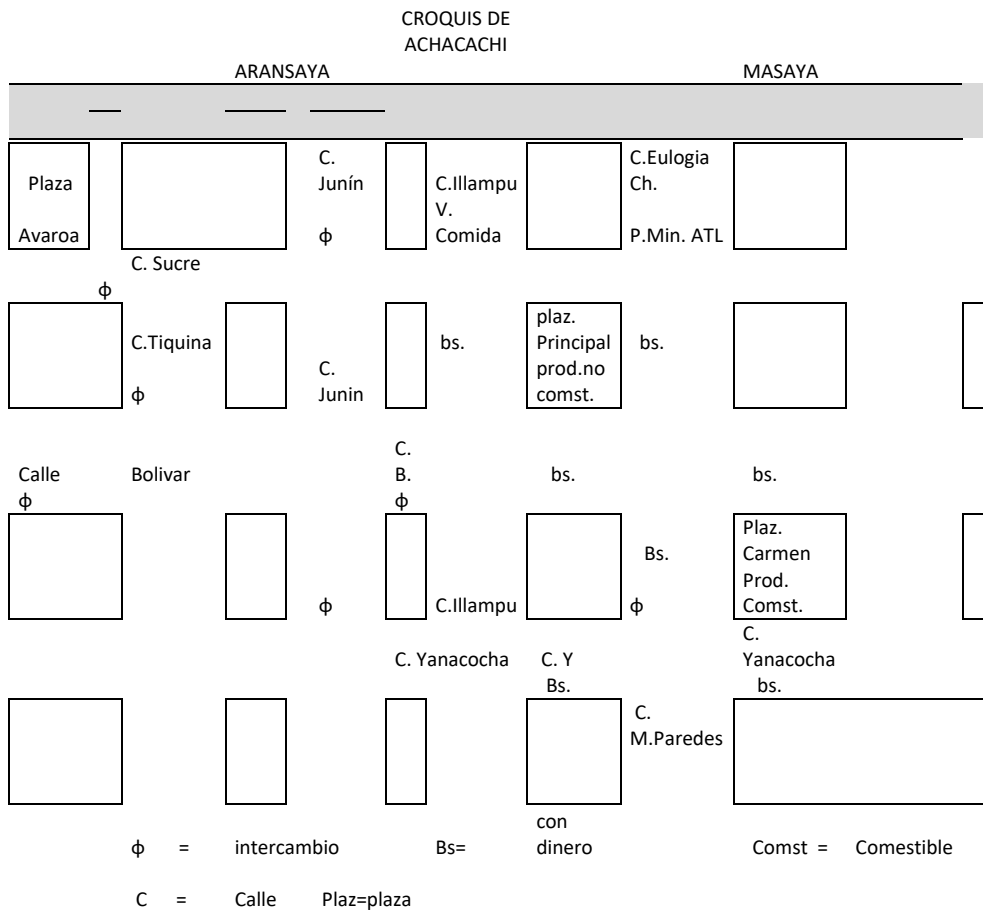 CROQUIS DE
ACHACACHI
ARANSAYA MASAYA
Plaza
Avaroa
C.
Junín
ф
C.Illampu
V.
Comida
C.Eulogia
Ch.
P.Min. ATL
C. Sucre
ф
C.Tiquina
ф
C.
Junin
bs.
plaz.
Principal
prod.no
comst.
bs.
Calle
ф
Bolivar
C.
B.
ф
bs.
bs.
ф
C.Illampu
Bs.
ф
Plaz.
Carmen
Prod.
Comst.
C. Yanacocha
C. Y
Bs.
C.
Yanacocha
bs.
C.
M.Paredes
ф = intercambio
Bs=
con
dinero
Comst = Comestible
C = Calle Plaz=plaza